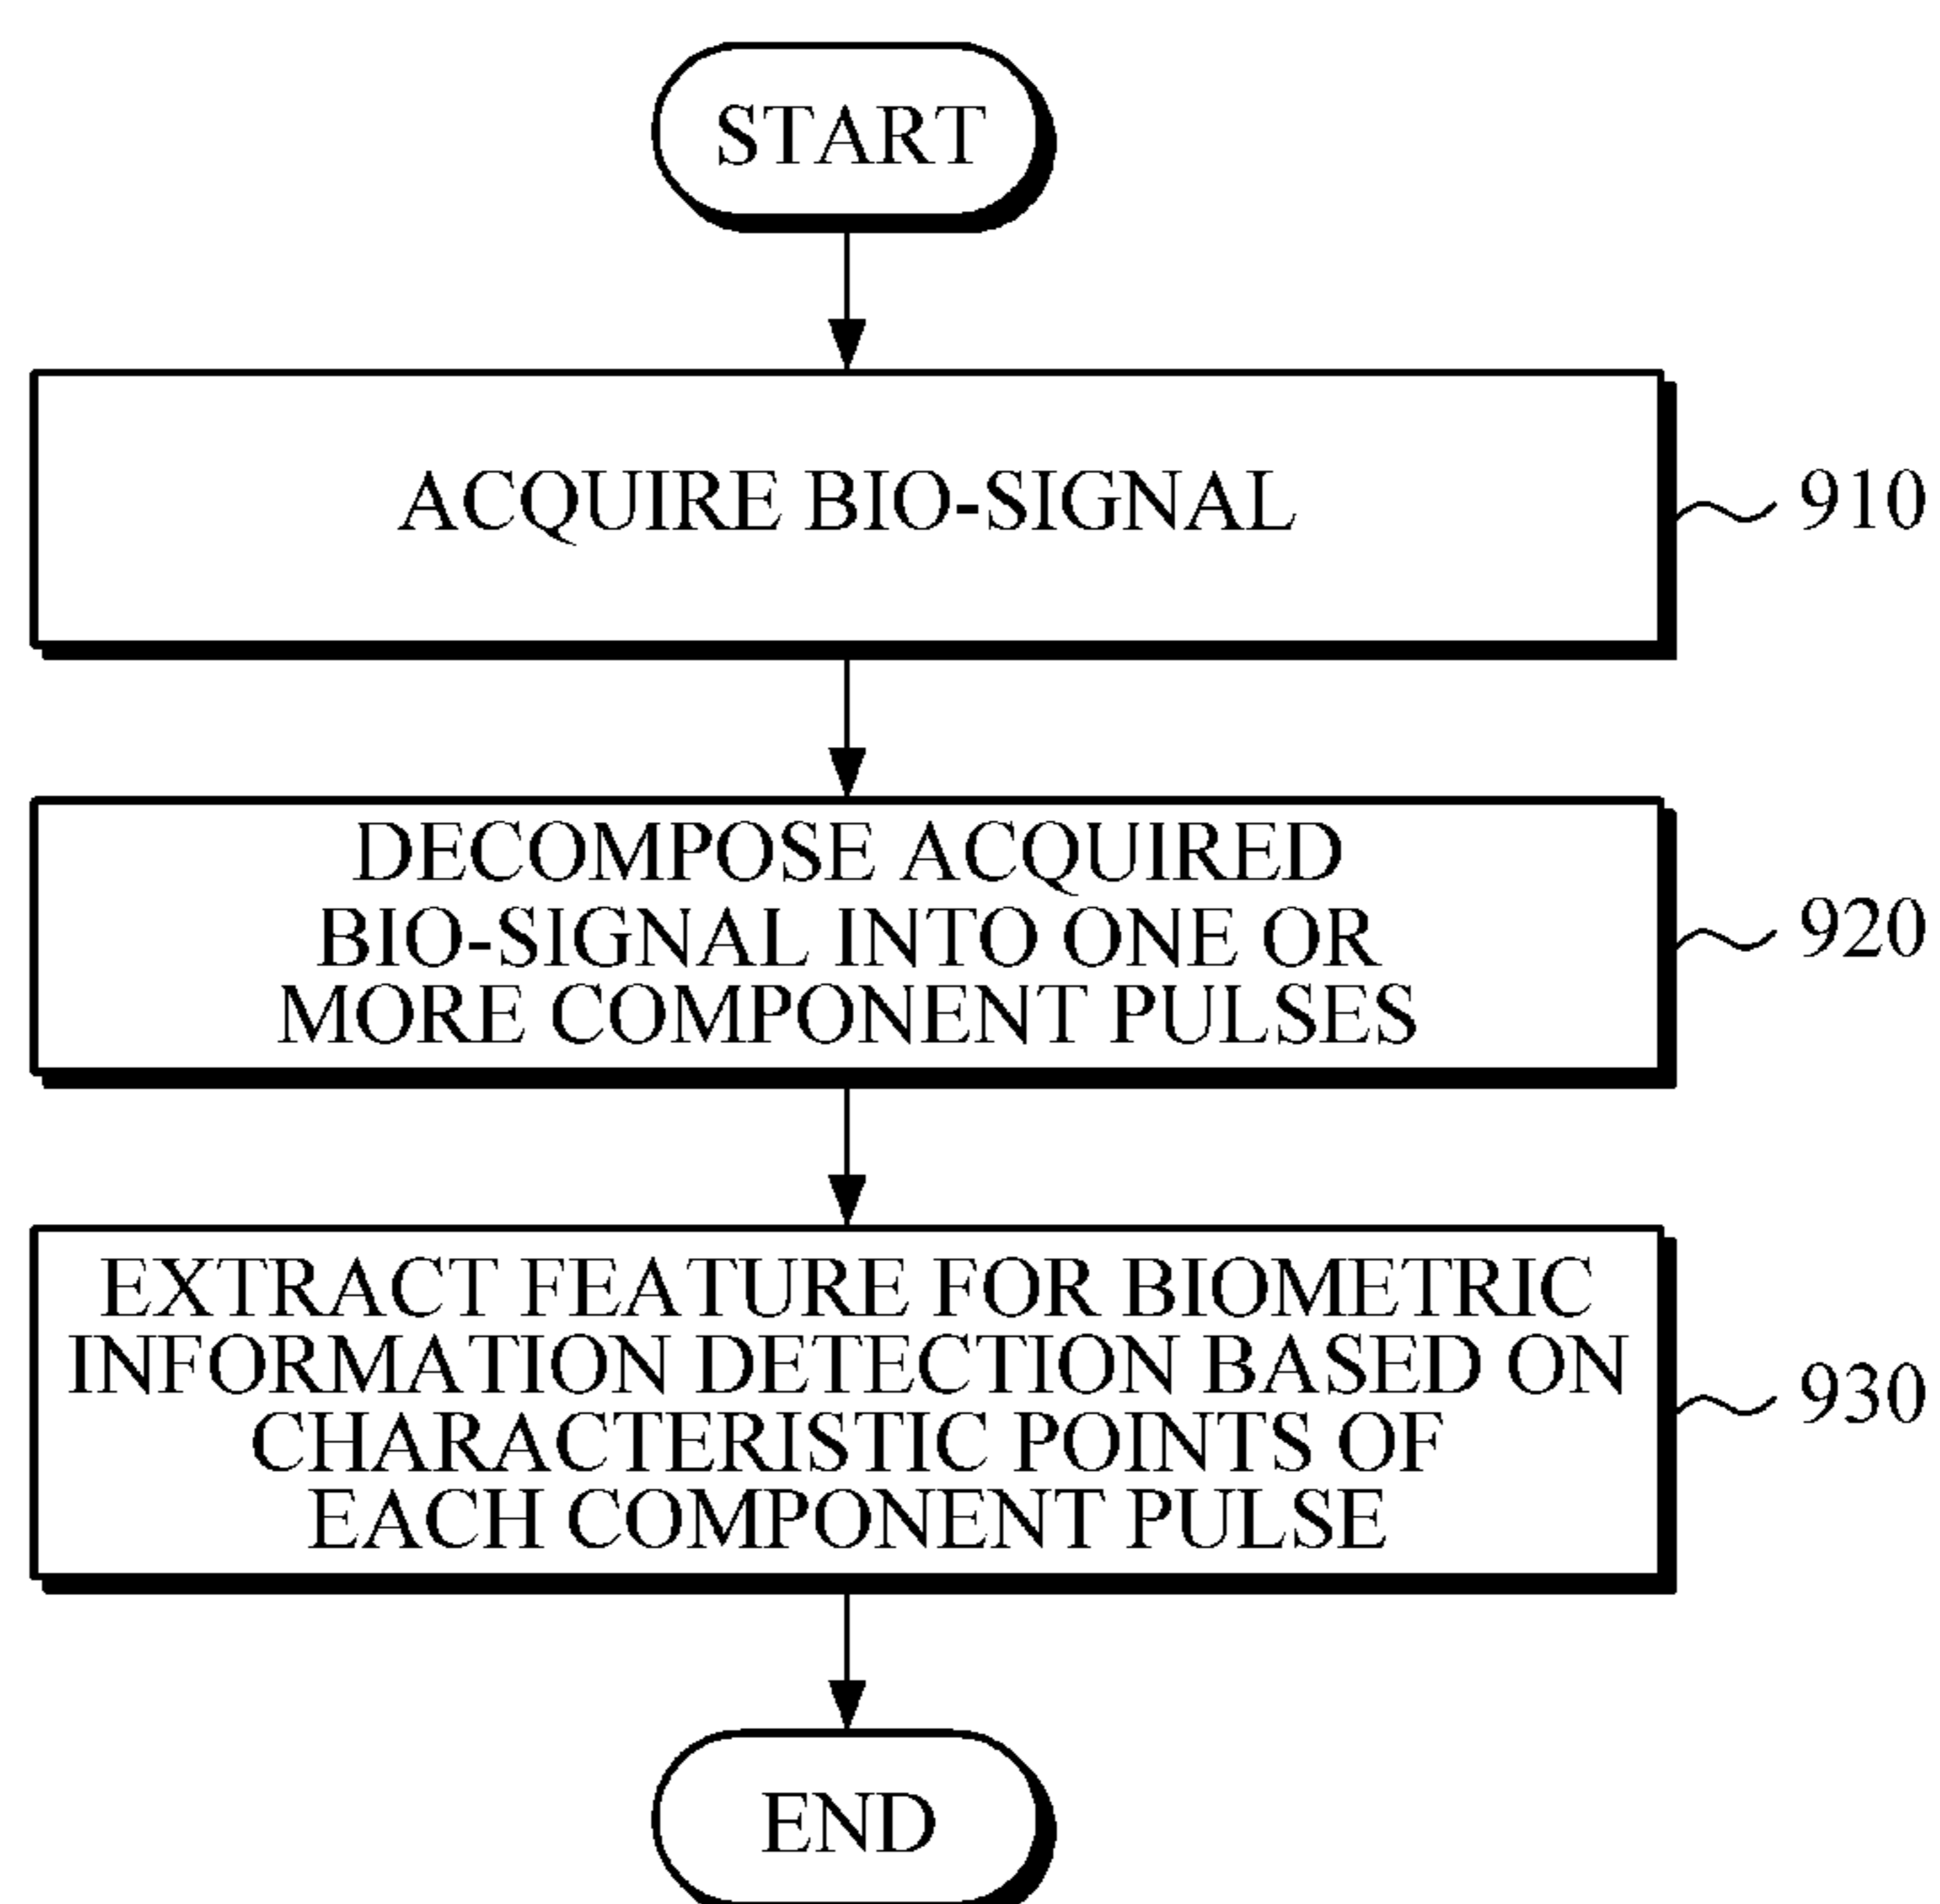 START
ACQUIRE BIO-SIGNAL
910
DECOMPOSE ACQUIRED
BIO-SIGNAL INTO ONE OR
MORE COMPONENT PULSES
920
EXTRACT FEATURE FOR BIOMETRIC
INFORMATION DETECTION BASED ON
CHARACTERISTIC POINTS OF
EACH COMPONENT PULSE
930
END